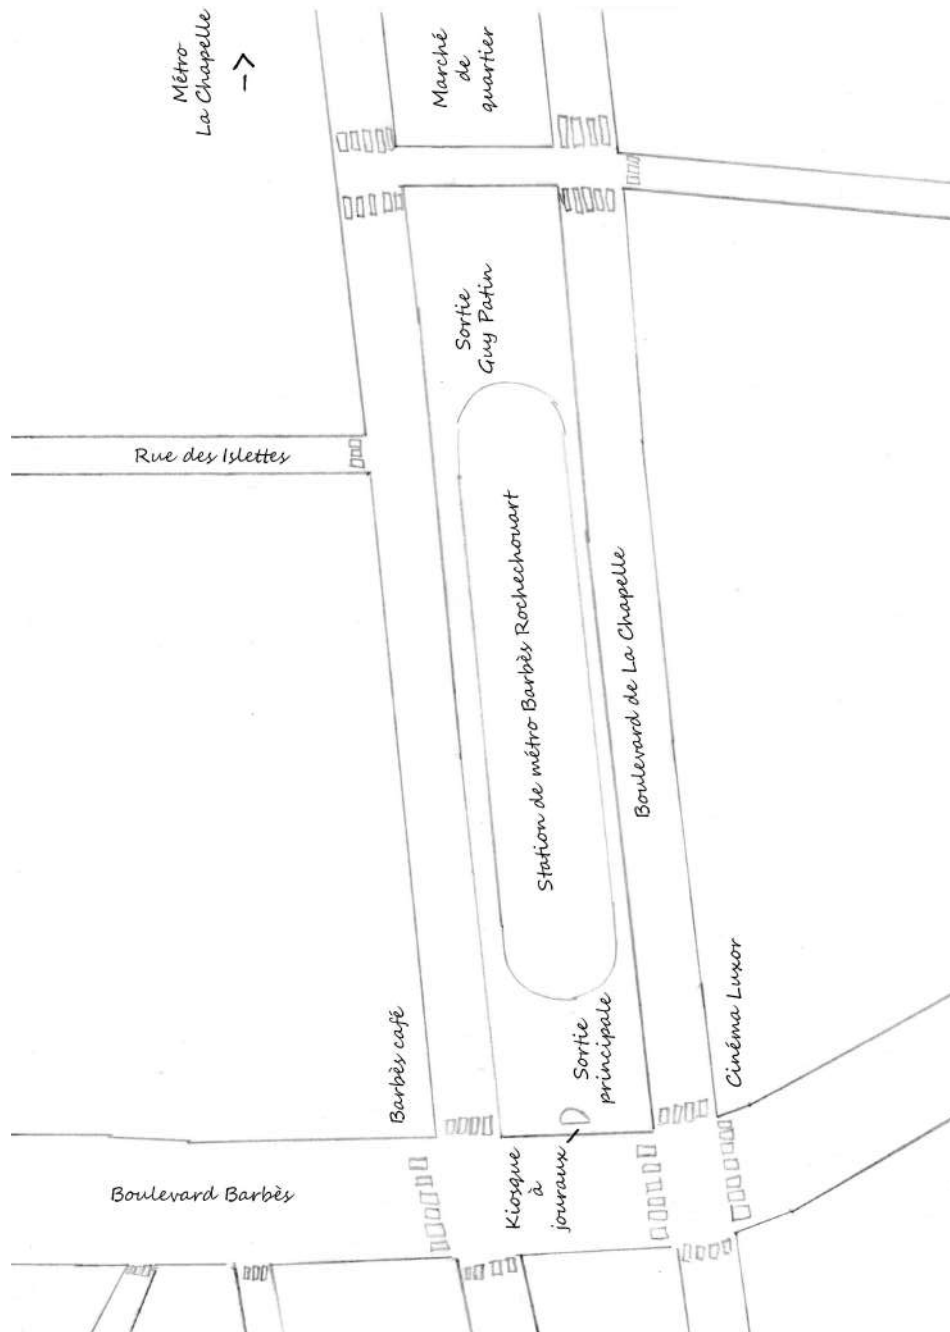 Métro
La Chapelle
->
Marché
de
quartier
Sortie
Guy Patin
Rue des Islettes
Station de métro Barbès Rochechouart
Boulevard de La Chapelle
Barbès café
Sortie
principale
Cinéma Luxor
Kiosque
à
jouraux
Boulevard Barbès